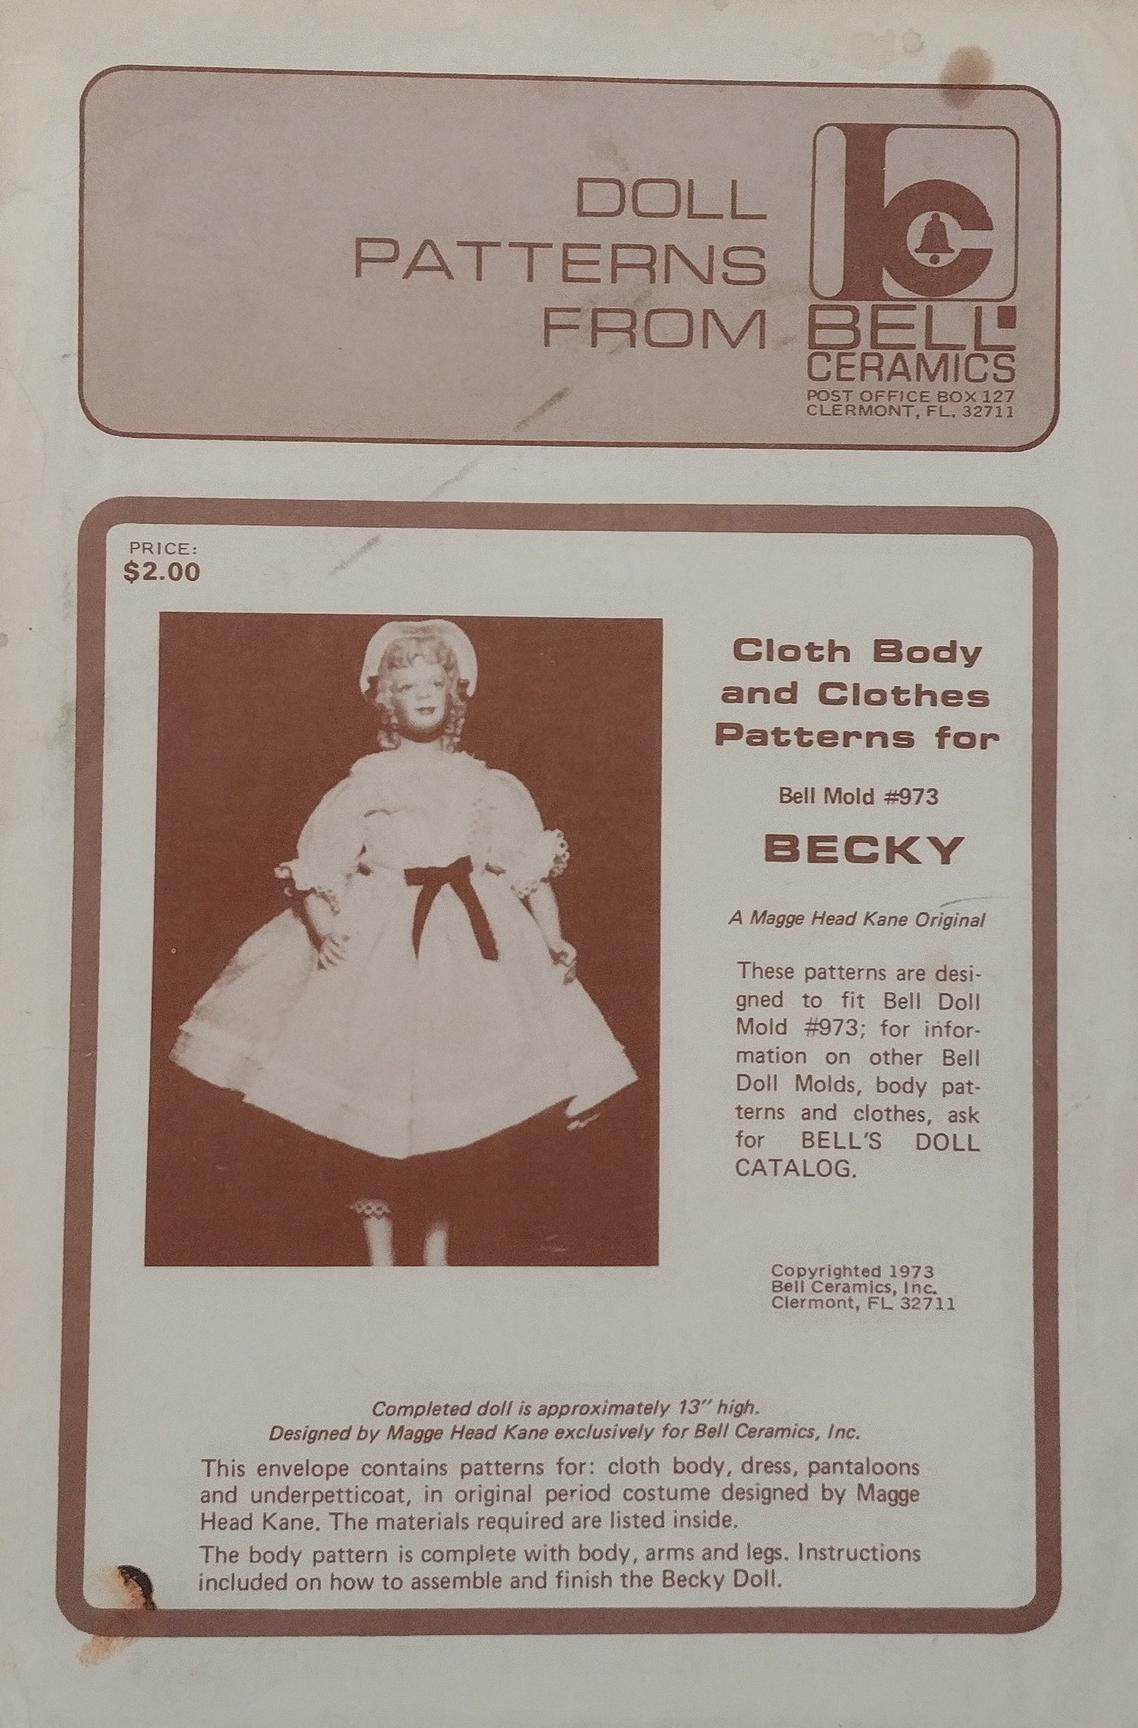 DOLL
PATTERNS
FROM
bc
BELL
CERAMICS
POST OFFICE BOX 127
CLERMONT, FL. 32711
PRICE:
$2.00
Cloth Body
and Clothes
Patterns for
Bell Mold #973
BECKY
A Magge Head Kane Original
These patterns are desi-
gned to fit Bell Doll
Mold #973; for infor-
mation on other Bell
Doll Molds, body pat-
terns and clothes, ask
for BELL'S DOLL
CATALOG.
Copyrighted 1973
Bell Ceramics, Inc.
Clermont, FL 32711
Completed doll is approximately 13" high.
Designed by Magge Head Kane exclusively for Bell Ceramics, Inc.
This envelope contains patterns for: cloth body, dress, pantaloons
and underpetticoat, in original period costume designed by Magge
Head Kane. The materials required are listed inside.
The body pattern is complete with body, arms and legs. Instructions
included on how to assemble and finish the Becky Doll.